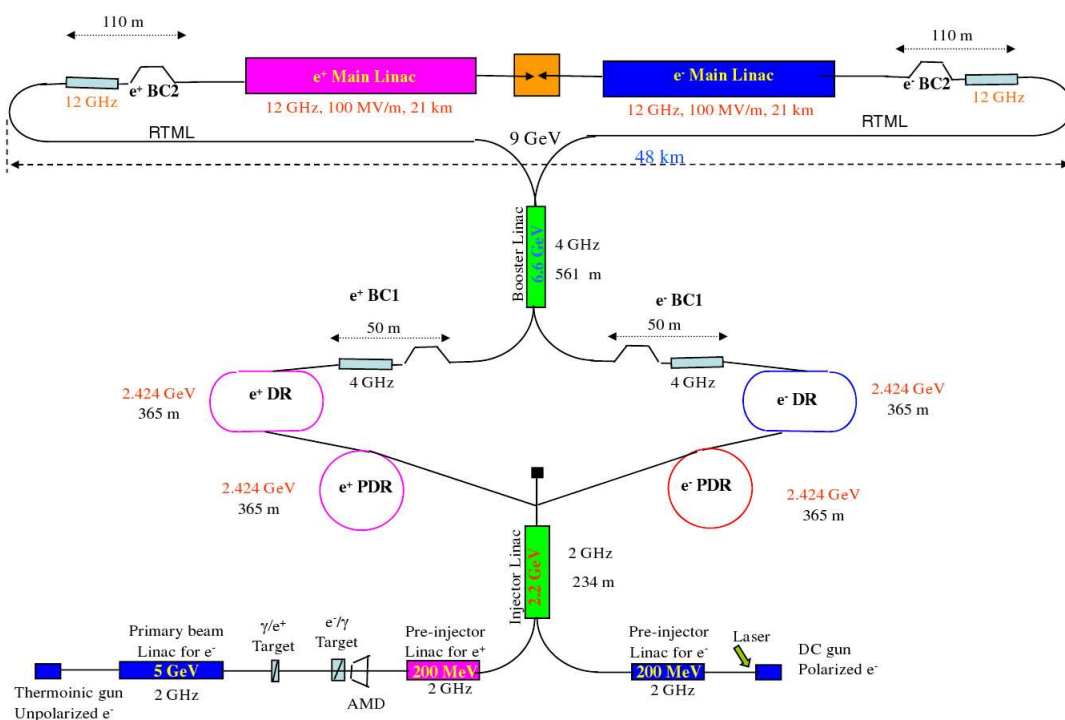 110 m
110 m
e+ Main Linac
e- Main Linac
12 GHz
e+ BC2
e- BC2
12 GHz
12 GHz, 100 MV/m, 21 km
12 GHz, 100 MV/m, 21 km
RTML
RTML
9 GeV
48 km
Booster Linac
6.6 GeV
4 GHz
561 m
e+ BC1
e- BC1
50 m
50 m
4 GHz
4 GHz
2.424 GeV
365 m
e+ DR
e- DR
2.424 GeV
365 m
e+ PDR
e- PDR
2.424 GeV
365 m
2.424 GeV
365 m
Injector Linac
2.2 GeV
2 GHz
234 m
Primary beam
Linac for e-
5 GeV
2 GHz
γ/e+
Target
e-/γ
Target
AMD
Pre-injector
Linac for e+
200 MeV
2 GHz
Pre-injector
Linac for e-
200 MeV
2 GHz
Laser
DC gun
Polarized e-
Thermoinic gun
Unpolarized e-